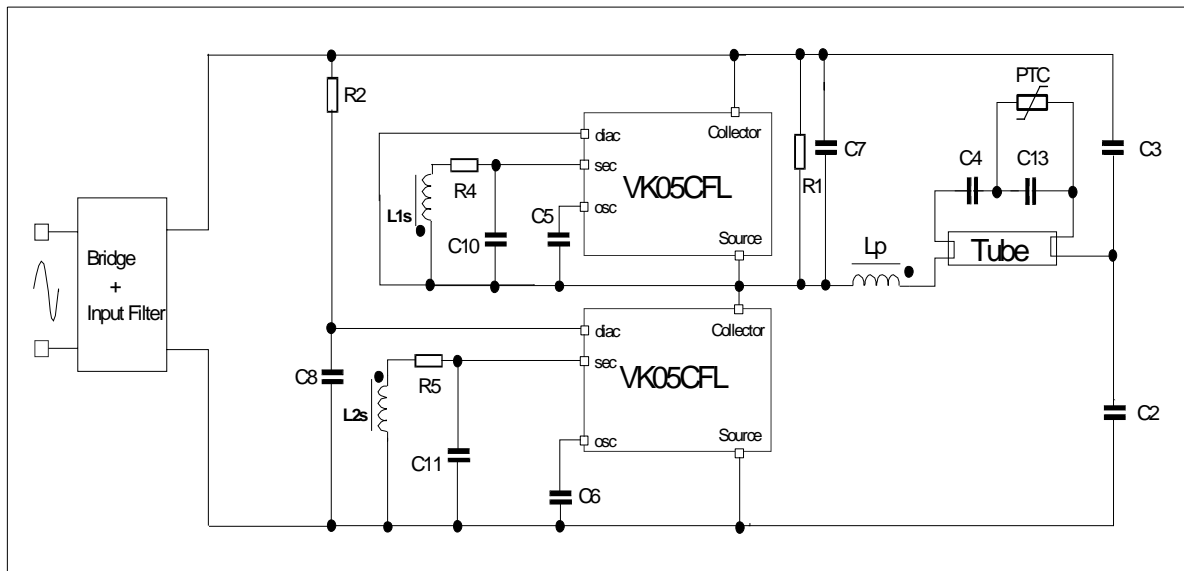 PTC
R2
Collector
diac
C4
C13
C7
C3
R4
sec
VK05CFL
R1
L1s
osc
C5
C10
Tube
Source
Lp
Bridge
+
Input Filter
diac
Collector
sec
C8
R5
VK05CFL
L2s
C2
osc
Source
C11
C6